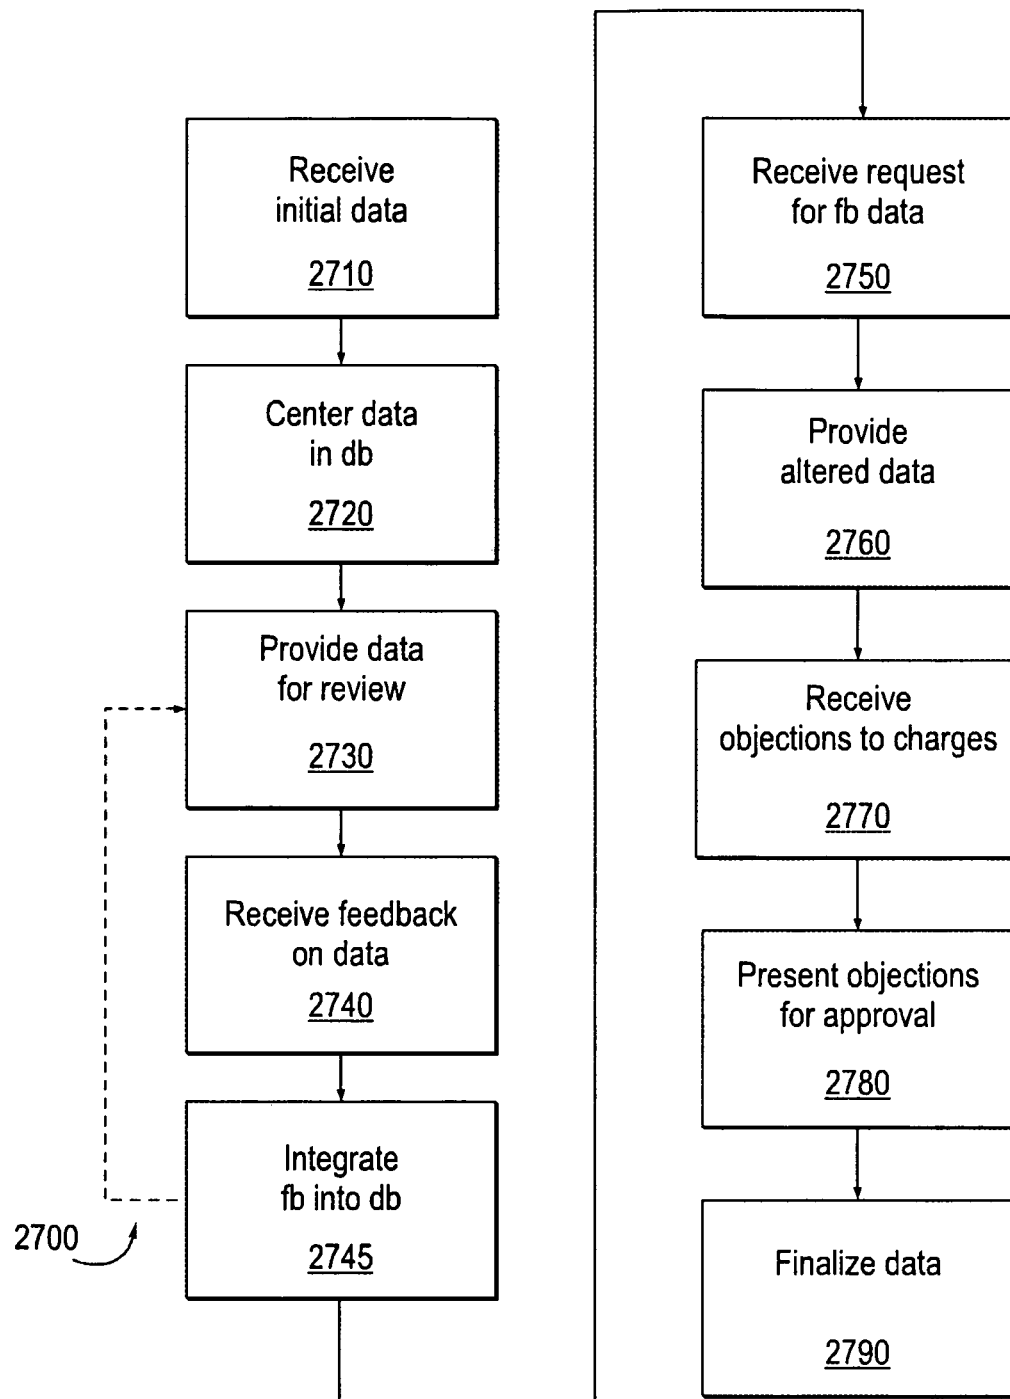 Receive
initial data
2710
Center data
in db
2720
Provide data
for review
2730
Receive feedback
on data
2740
Integrate
fb into db
2745
2700
Receive request
for fb data
2750
Provide
altered data
2760
Receive
objections to charges
2770
Present objections
for approval
2780
Finalize data
2790